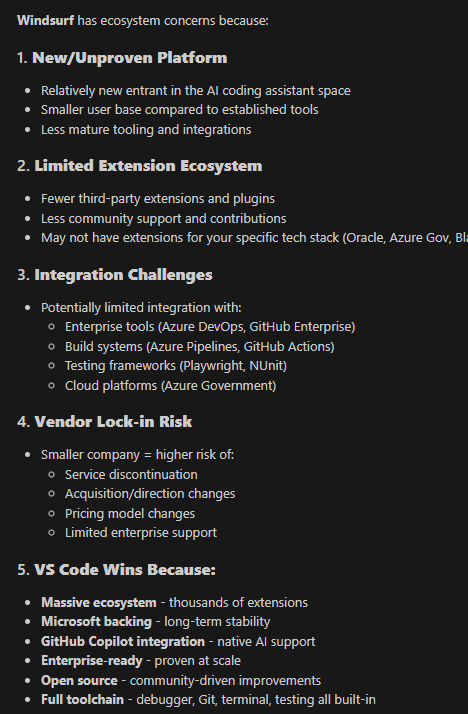 Windsurf has ecosystem concerns because:
1. New/Unproven Platform
• Relatively new entrant in the AI coding assistant space
• Smaller user base compared to established tools
• Less mature tooling and integrations
2. Limited Extension Ecosystem
• Fewer third-party extensions and plugins
• Less community support and contributions
• May not have extensions for your specific tech stack (Oracle, Azure Gov,
3. Integration Challenges
• Potentially limited integration with:
○ Enterprise tools (Azure DevOps, GitHub Enterprise)
○ Build systems (Azure Pipelines, GitHub Actions)
○ Testing frameworks (Playwright, NUnit)
○ Cloud platforms (Azure Government)
4. Vendor Lock-in Risk
• Smaller company = higher risk of:
○ Service discontinuation
○ Acquisition/direction changes
○ Pricing model changes
○ Limited enterprise support
5. VS Code Wins Because:
• Massive ecosystem - thousands of extensions
• Microsoft backing - long-term stability
• GitHub Copilot integration - native AI support
• Enterprise-ready - proven at scale
• Open source - community-driven improvements
• Full toolchain - debugger, Git, terminal, testing all built-in